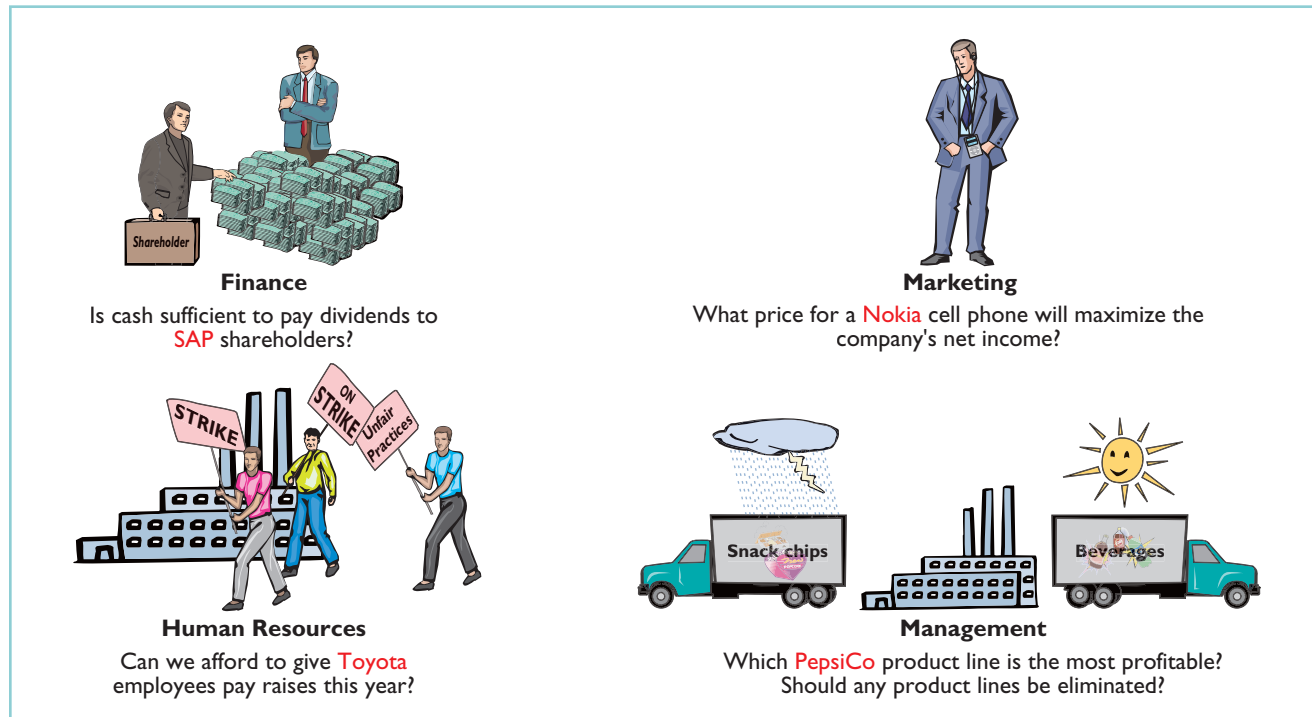 Shareholder
Finance
Is cash sufficient to pay dividends to
SAP shareholders?
Marketing
What price for a Nokia cell phone will maximize the
company's net income?
STRIKE
ON
STRIKE
Unfair
Practices
Human Resources
Can we afford to give Toyota
employees pay raises this year?
Snack chips
Beverages
Management
Which PepsiCo product line is the most profitable?
Should any product lines be eliminated?